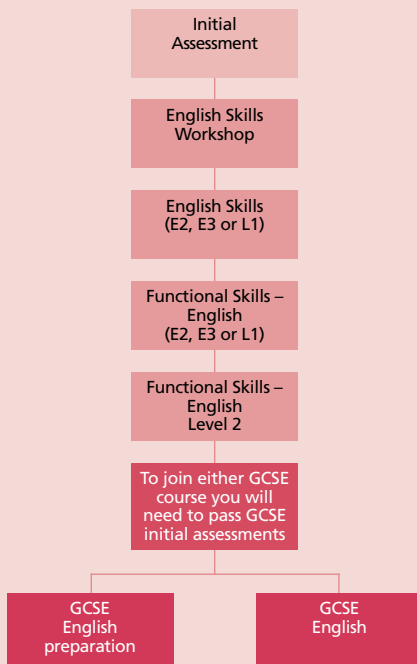 Initial
Assessment
English Skills
Workshop
English Skills
(E2, E3 or L1)
Functional Skills –
English
(E2, E3 or L1)
Functional Skills –
English
Level 2
To join either GCSE
course you will
need to pass GCSE
initial assessments
GCSE
English
preparation
GCSE
English